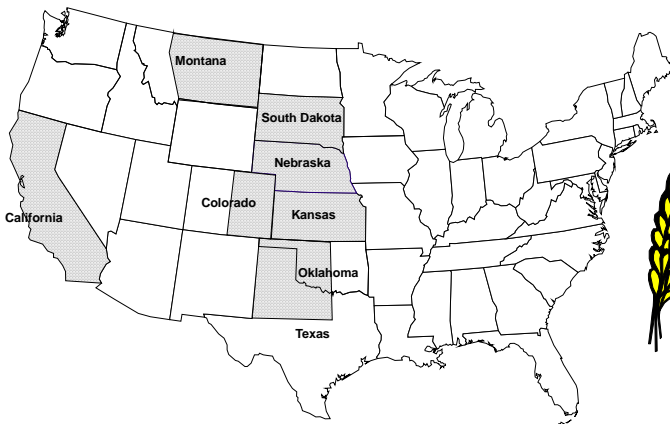 Montana
South Dakota
Nebraska
Colorado
Kansas
California
Oklahoma
Texas